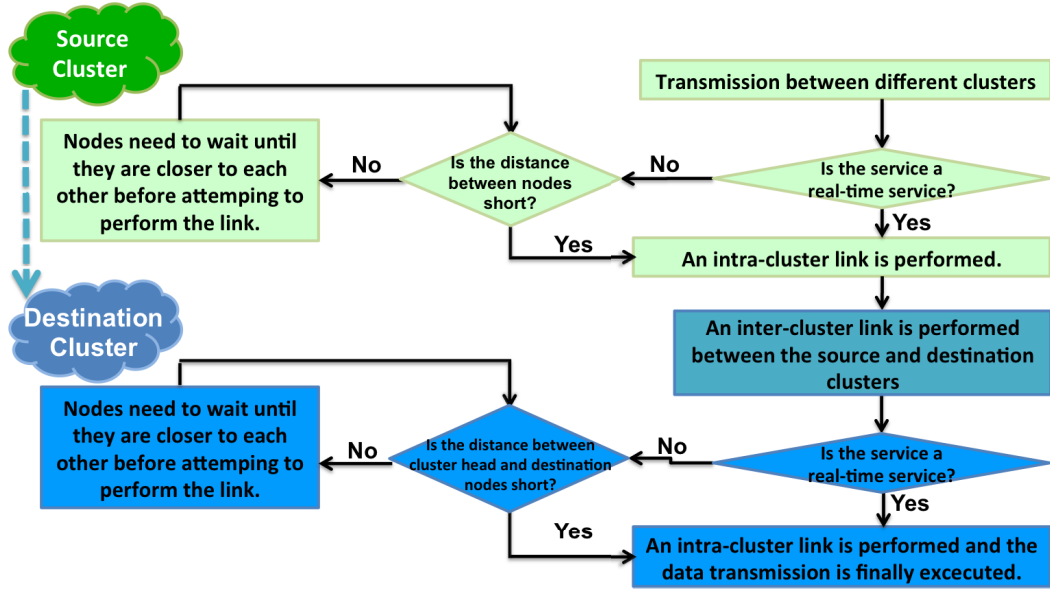 Source
Cluster
Transmission between different clusters
Nodes need to wait until
they are closer to each
other before attemping to
perform the link.
No
Is the distance
between nodes
short?
No
Is the service a
real-time service?
Yes
Yes
An intra-cluster link is performed.
Destination
Cluster
An inter-cluster link is performed
between the source and destination
clusters
Nodes need to wait until
they are closer to each
other before attemping to
perform the link.
No
Is the distance between
cluster head and destination
nodes short?
No
Is the service a
real-time service?
Yes
Yes
An intra-cluster link is performed and the
data transmission is finally excecuted.